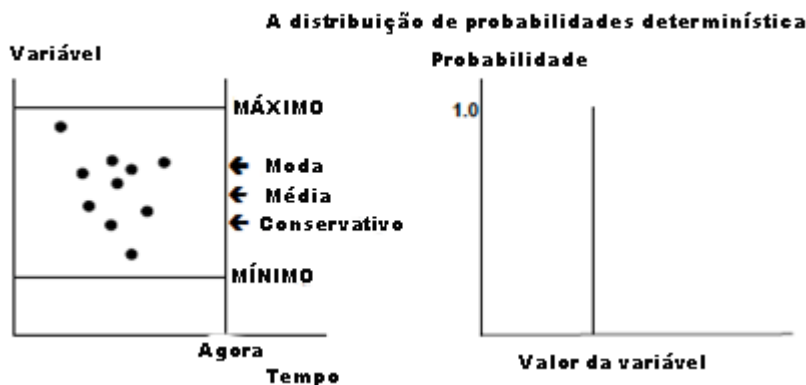 A distribuição de probabilidades determinística
Variável
Probabilidade
MÁXIMO
1.0
Moda
Média
Conservativo
MÍNIMO
Agora
Tempo
Valor da variável